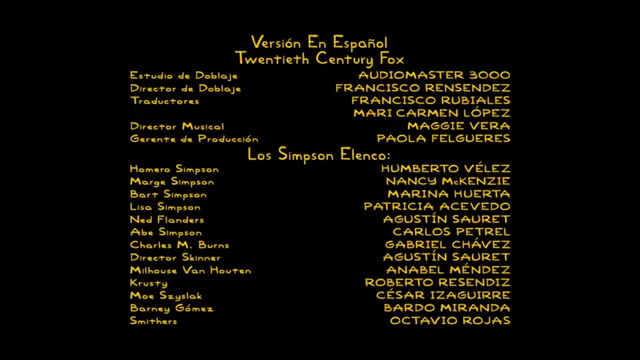 Versión En Español
Twentieth Century Fox
Estudio de Doblaje AUDIOMASTER 3000
Director de Doblaje FRANCISCO RENSENDEZ
Traductores FRANCISCO RUBIALES
MARI CARMEN LÓPEZ
Director Musical MAGGIE VERA
Gerente de Producción PAOLA FELGUERES
Los Simpson Elenco:
Homero Simpson HUMBERTO VÉLEZ
Marge Simpson NANCY McKENZIE
Bart Simpson MARINA HUERTA
Lisa Simpson PATRICIA ACEVEDO
Ned Flanders AGUSTÍN SAURET
Abe Simpson CARLOS PETREL
Charles M. Burns GABRIEL CHÁVEZ
Director Skinner AGUSTÍN SAURET
Milhouse Van Houten ANABEL MÉNDEZ
Krusty ROBERTO RESENDIZ
Moe Szyslak CÉSAR IZAGUIRRE
Barney Gómez BARDO MIRANDA
Smithers OCTAVIO ROJAS